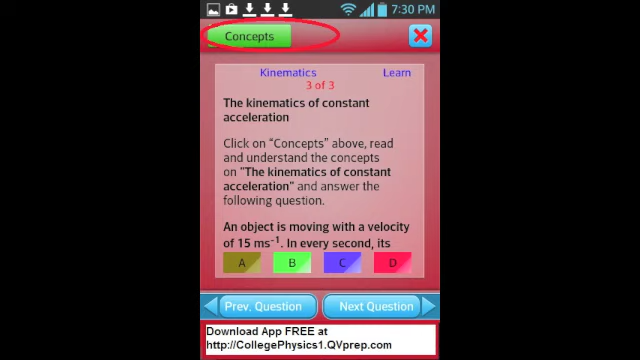 7:30 PM
Concepts
Kinematics Learn
3 of 3
The kinematics of constant
acceleration
Click on “Concepts” above, read
and understand the concepts
on "The kinematics of constant
acceleration" and answer the
following question.
An object is moving with a velocity
of 15 ms⁻¹. In every second, its
A B C D
Prev. Question Next Question
Download App FREE at
http://CollegePhysics1.QVprep.com